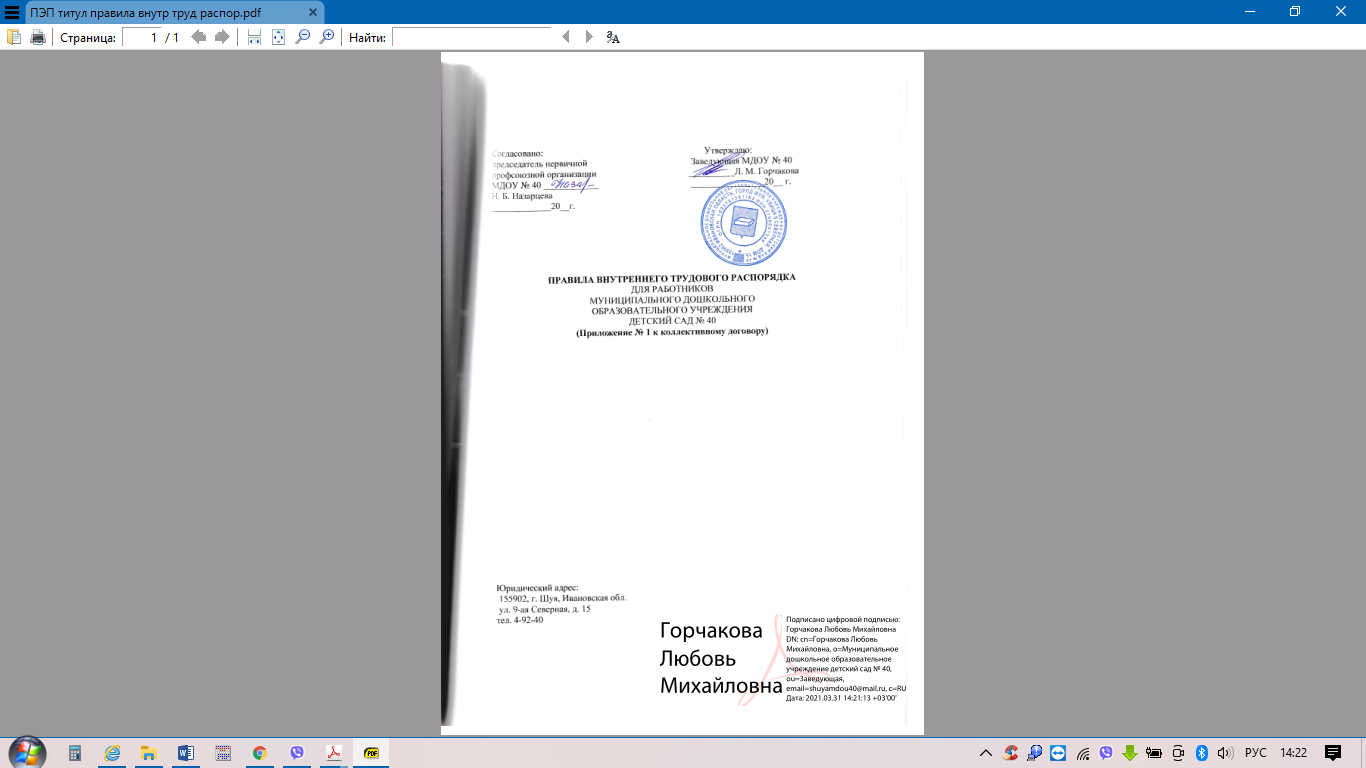 ПЭП титул правила внутр труд распор.pdf
Страница: 1 / 1
Найти:
Согласовано:
председатель первичной
профсоюзной организации
МДОУ № 40
Н. Б. Назарцева
20__г.
Утверждаю:
Заведующая МДОУ № 40
Л. М. Горчакова
20__ г.
ПРАВИЛА ВНУТРЕННЕГО ТРУДОВОГО РАСПОРЯДКА
ДЛЯ РАБОТНИКОВ
МУНИЦИПАЛЬНОГО ДОШКОЛЬНОГО
ОБРАЗОВАТЕЛЬНОГО УЧРЕЖДЕНИЯ
ДЕТСКИЙ САД № 40
(Приложение № 1 к коллективному договору)
Юридический адрес:
155902, г. Шуя, Ивановская обл.
ул. 9-ая Северная, д. 15
тел. 4-92-40
Горчакова
Любовь
Михайловна
Подписано цифровой подписью:
Горчакова Любовь Михайловна
DN: cn=Горчакова Любовь
Михайловна, o=Муниципальное
дошкольное образовательное
учреждение детский сад № 40,
ou=Заведующая,
email=shuyamdou40@mail.ru, c=RU
Дата: 2021.03.31 14:21:13 +03'00'
РУС
14:22